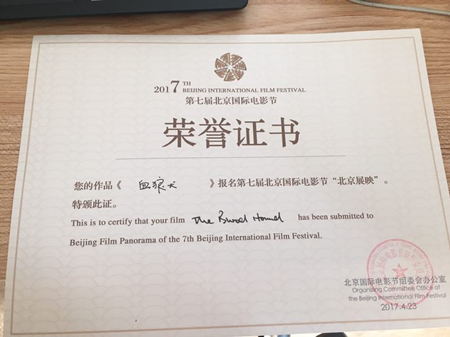 2017 7TH
BEIJING INTERNATIONAL FILM FESTIVAL
第七届北京国际电影节
荣誉证书
您的作品《 血狼犬 》报名第七届北京国际电影节“北京展映”。
特颁此证。
This is to certify that your film The Blood Hound has been submitted to
Beijing Film Panorama of the 7th Beijing International Film Festival.
北京国际电影节组委会办公室
Organizing Committee Office of
the Beijing International Film Festival
2017.4.23